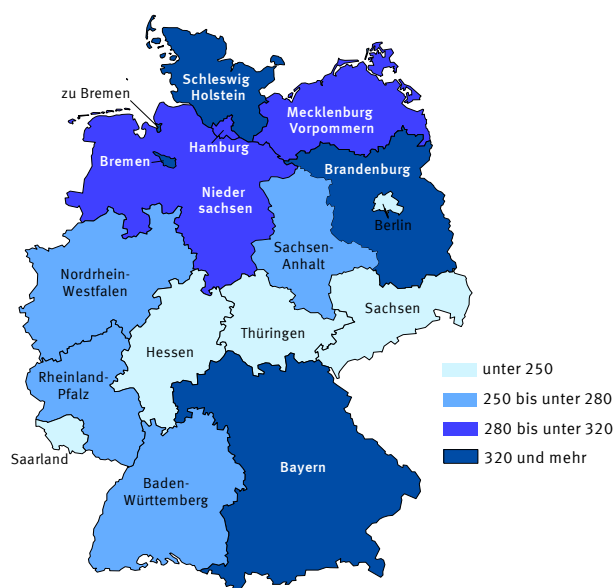 Schleswig
Holstein
zu Bremen
Mecklenburg
Vorpommern
Hamburg
Bremen
Brandenburg
Nieder
sachsen
Berlin
Sachsen-
Anhalt
Nordrhein-
Westfalen
Sachsen
Thüringen
Hessen
Rheinland-
Pfalz
Saarland
Baden-
Württemberg
Bayern
unter 250
250 bis unter 280
280 bis unter 320
320 und mehr